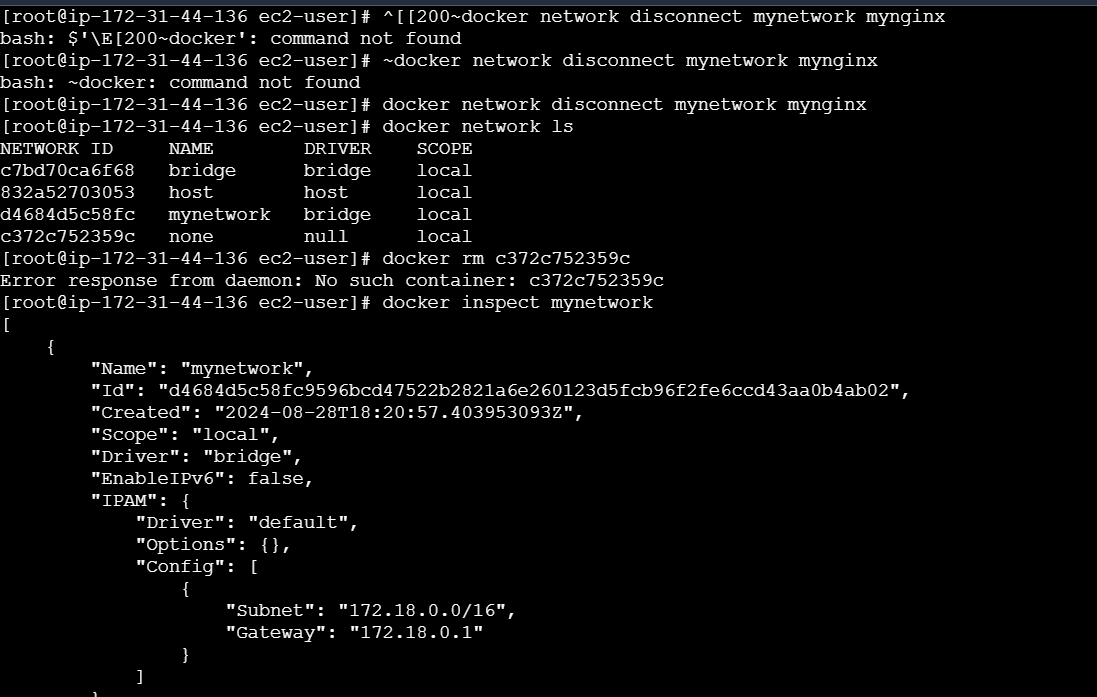 [root@ip-172-31-44-136 ec2-user]# ^[[200~docker network disconnect mynetwork mynginx
bash: $'\E[200~docker': command not found
[root@ip-172-31-44-136 ec2-user]# ~docker network disconnect mynetwork mynginx
bash: ~docker: command not found
[root@ip-172-31-44-136 ec2-user]# docker network disconnect mynetwork mynginx
[root@ip-172-31-44-136 ec2-user]# docker network ls
NETWORK ID     NAME        DRIVER    SCOPE
c7bd70ca6f68   bridge      bridge    local
832a52703053   host        host      local
d4684d5c58fc   mynetwork   bridge    local
c372c752359c   none        null      local
[root@ip-172-31-44-136 ec2-user]# docker rm c372c752359c
Error response from daemon: No such container: c372c752359c
[root@ip-172-31-44-136 ec2-user]# docker inspect mynetwork
[
    {
        "Name": "mynetwork",
        "Id": "d4684d5c58fc9596bcd47522b2821a6e260123d5fcb96f2fe6ccd43aa0b4ab02",
        "Created": "2024-08-28T18:20:57.403953093Z",
        "Scope": "local",
        "Driver": "bridge",
        "EnableIPv6": false,
        "IPAM": {
            "Driver": "default",
            "Options": {},
            "Config": [
                {
                    "Subnet": "172.18.0.0/16",
                    "Gateway": "172.18.0.1"
                }
            ]